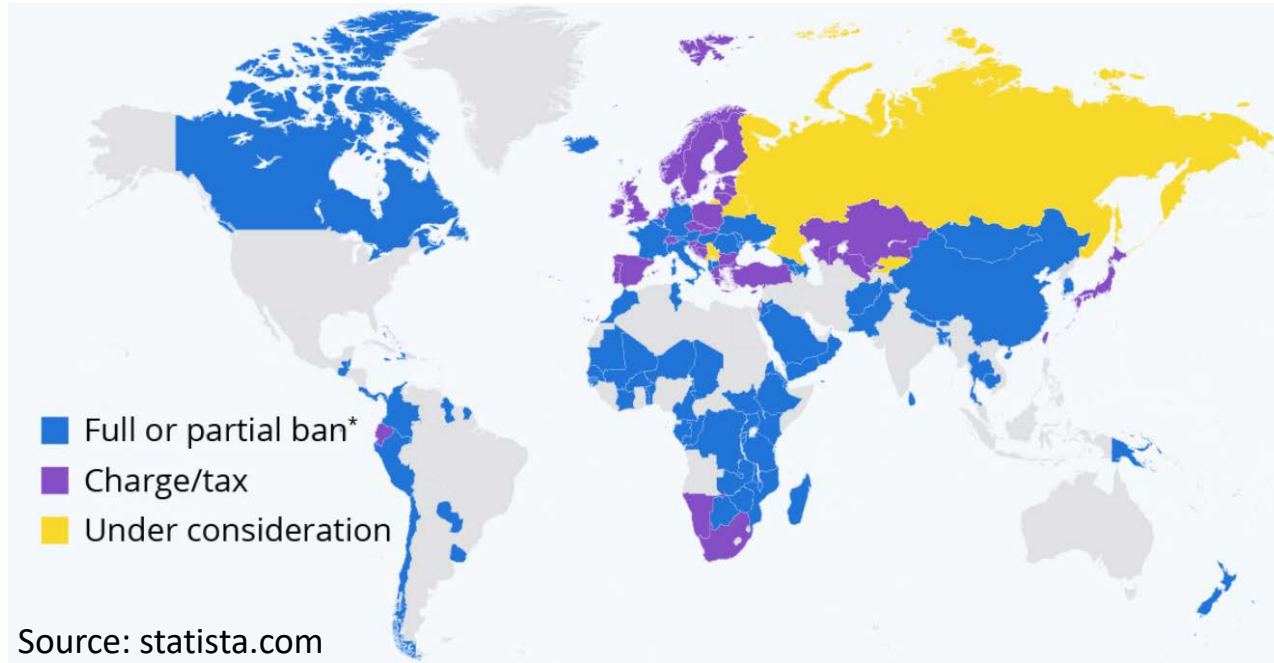 Full or partial ban*
Charge/tax
Under consideration
Source: statista.com